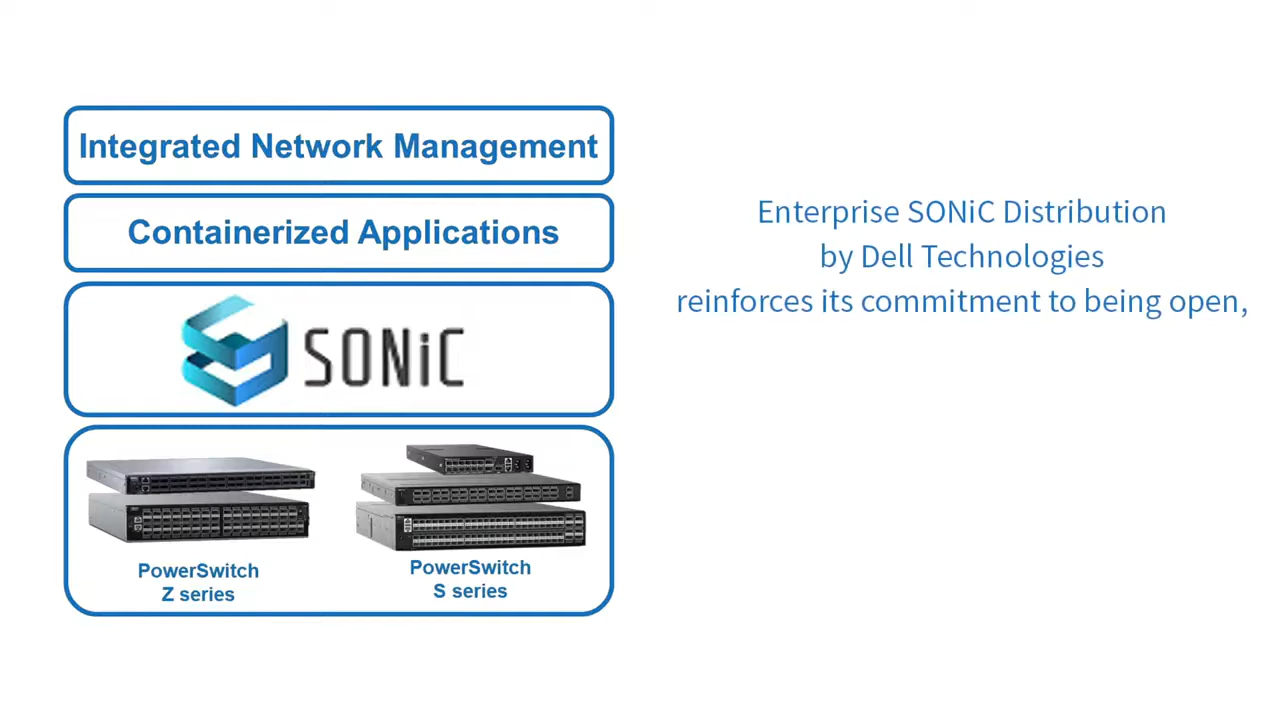 Integrated Network Management
Containerized Applications
SONiC
PowerSwitch
Z series
PowerSwitch
S series
Enterprise SONiC Distribution
by Dell Technologies
reinforces its commitment to being open,